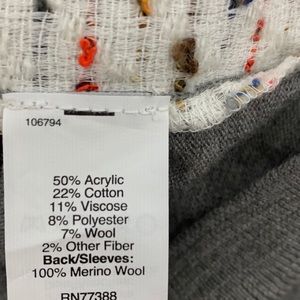 106794
50% Acrylic
22% Cotton
11% Viscose
8% Polyester
7% Wool
2% Other Fiber
Back/Sleeves:
100% Merino Wool
RN77388